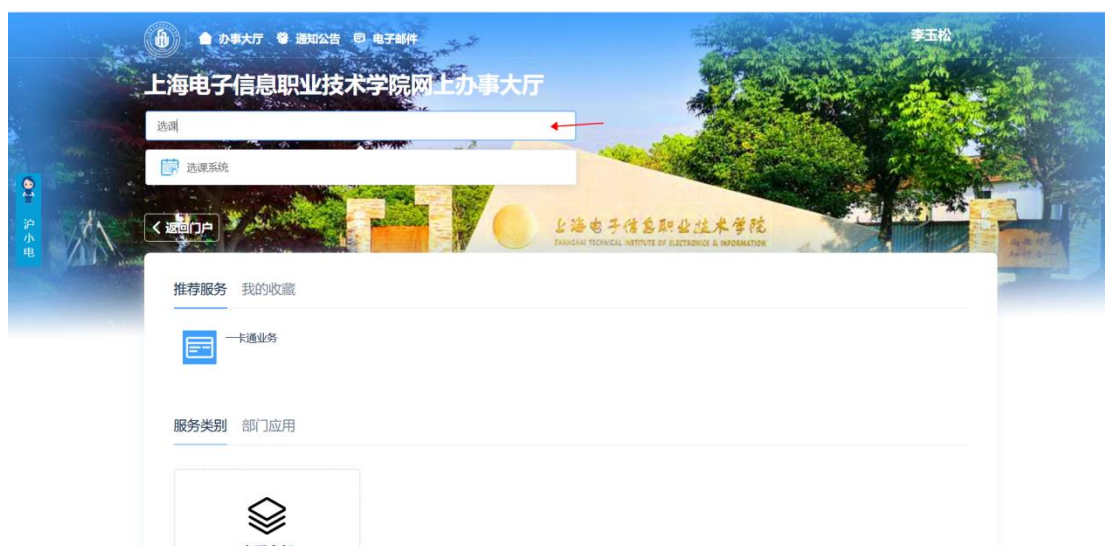 办事大厅 通知公告 电子邮件 李玉松
上海电子信息职业技术学院网上办事大厅
选课
选课系统
沪小电
返回门户
上海电子信息职业技术学院
SHANGHAI TECHNICAL INSTITUTE OF ELECTRONICS & INFORMATION
推荐服务 我的收藏
一卡通业务
服务类别 部门应用